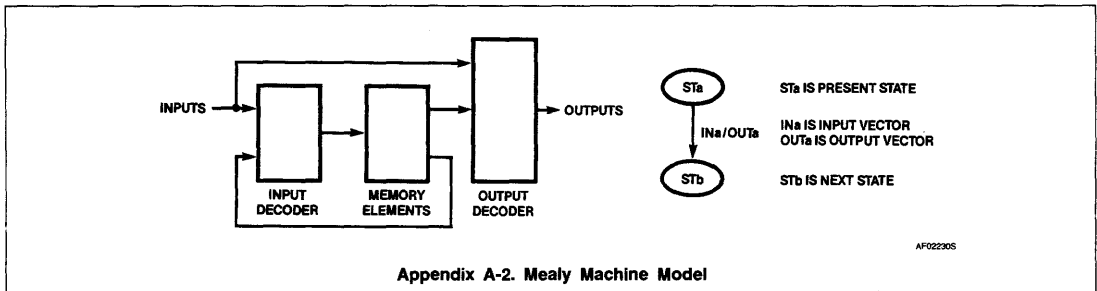 INPUTS
INPUT
DECODER
MEMORY
ELEMENTS
OUTPUT
DECODER
OUTPUTS
STa
STa IS PRESENT STATE
INa/OUTa
INa IS INPUT VECTOR
OUTa IS OUTPUT VECTOR
STb
STb IS NEXT STATE
AF02230S
Appendix A-2. Mealy Machine Model